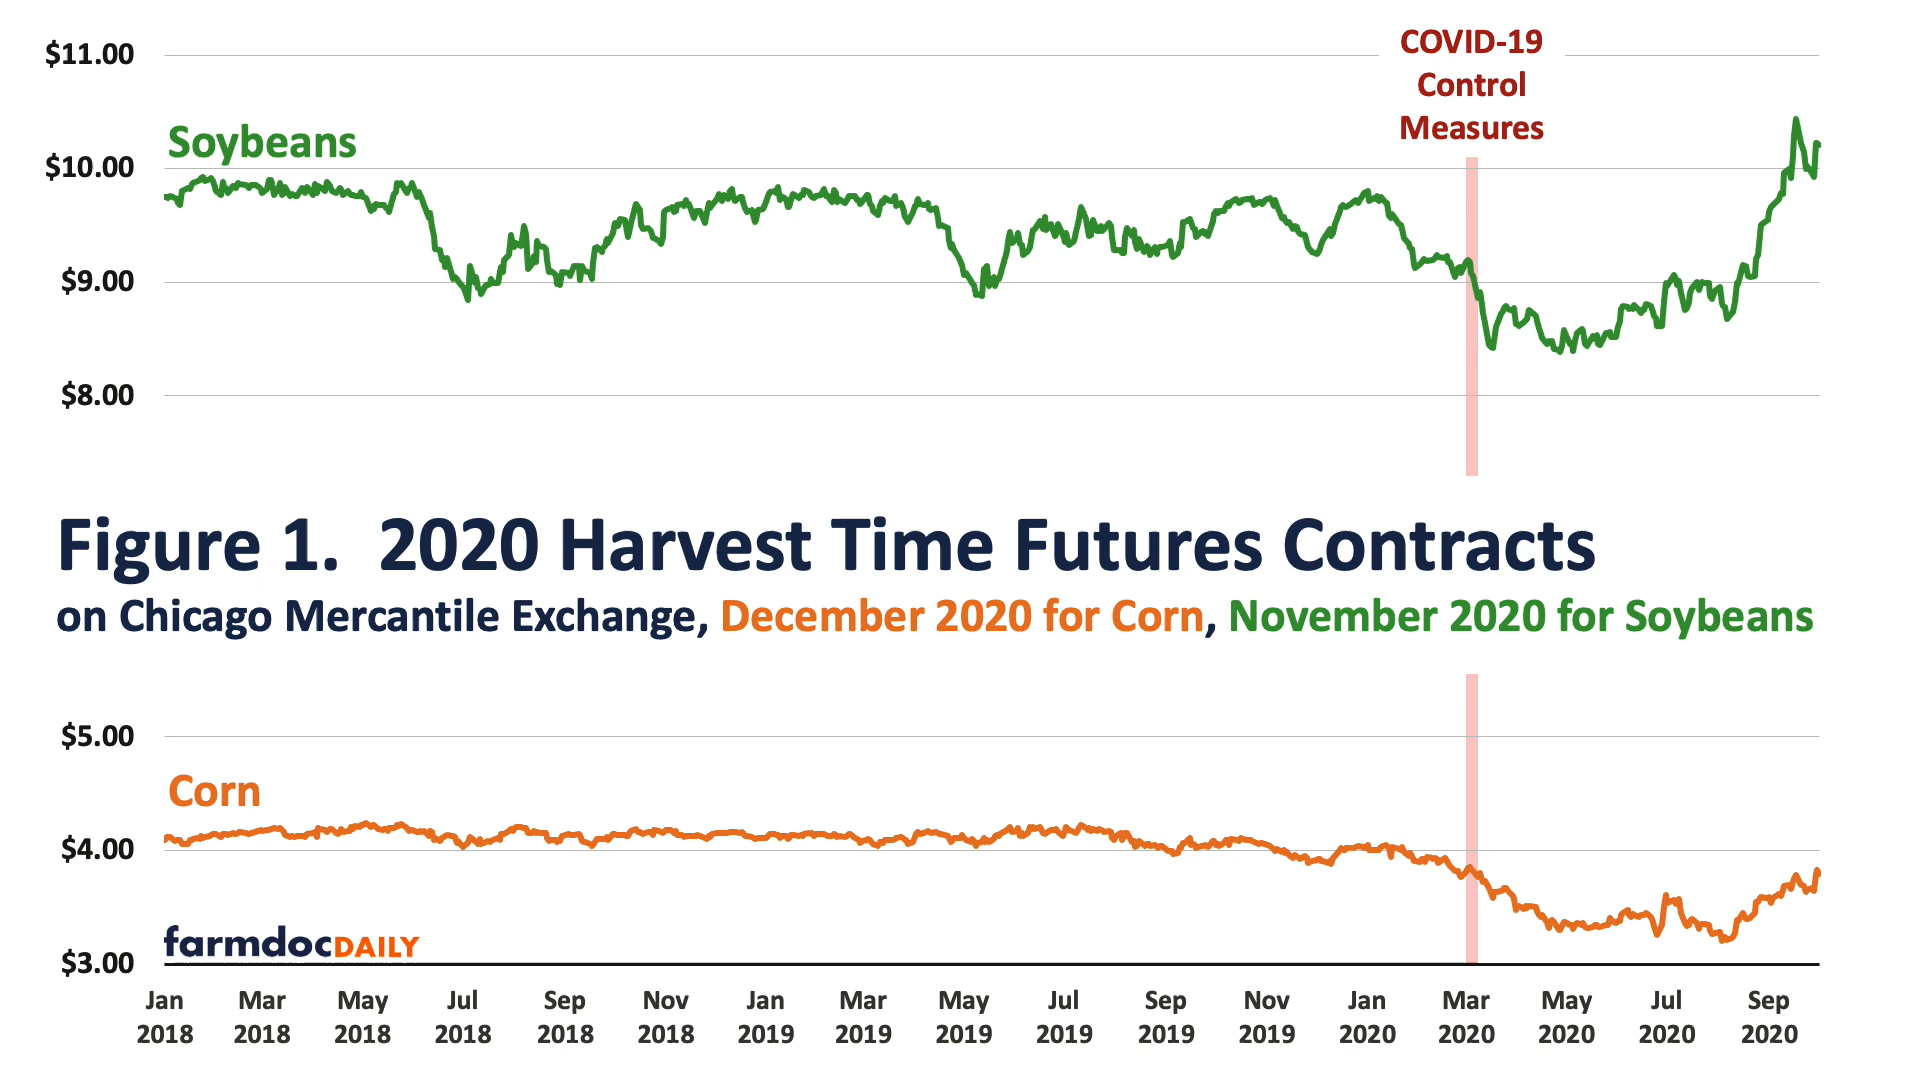 COVID-19
Control
Measures
$11.00
Soybeans
$10.00
$9.00
$8.00
Figure 1.  2020 Harvest Time Futures Contracts
on Chicago Mercantile Exchange, December 2020 for Corn, November 2020 for Soybeans
$5.00
Corn
$4.00
farmdocDAILY
$3.00
Jan Mar May Jul Sep Nov Jan Mar May Jul Sep Nov Jan Mar May Jul Sep
2018 2018 2018 2018 2018 2018 2019 2019 2019 2019 2019 2019 2020 2020 2020 2020 2020